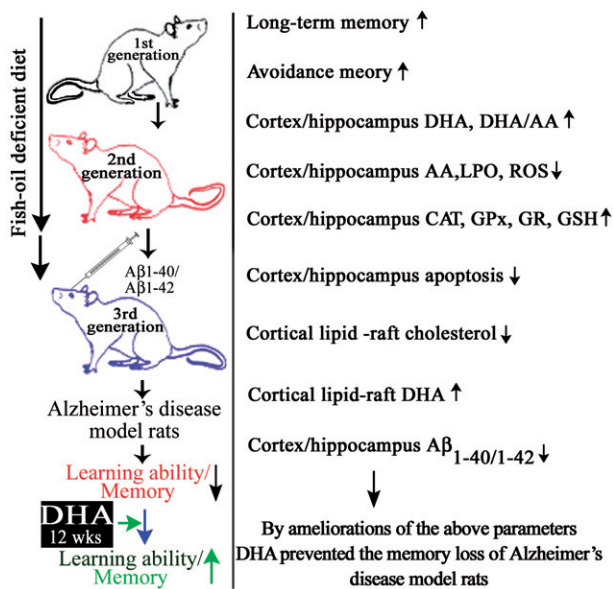 Fish-oil deficient diet
1st
generation
2nd
generation
Aβ1-40/
Aβ1-42
3rd
generation
Alzheimer's disease
model rats
Learning ability/
Memory
DHA
12 wks
Learning ability/
Memory
Long-term memory ↑
Avoidance meory ↑
Cortex/hippocampus DHA, DHA/AA ↑
Cortex/hippocampus AA,LPO, ROS ↓
Cortex/hippocampus CAT, GPx, GR, GSH ↑
Cortex/hippocampus apoptosis ↓
Cortical lipid -raft cholesterol ↓
Cortical lipid-raft DHA ↑
Cortex/hippocampus Aβ1-40/1-42 ↓
By ameliorations of the above parameters
DHA prevented the memory loss of Alzheimer's
disease model rats